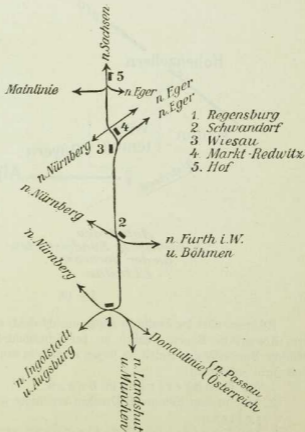 n. Sachsen
5
Mainlinie
n. Eger
n. Eger
n. Eger
4
n. Nürnberg
3
1. Regensburg
2 Schwandorf
3 Wiesau
4. Markt-Redwitz
5. Hof
n. Nürnberg
2
n. Furth i.W.
u. Böhmen
n. Nürnberg
1
n. Ingolstadt
u. Augsburg
n. Landshut
u. München
Donaulinie
n. Passau
Österreich